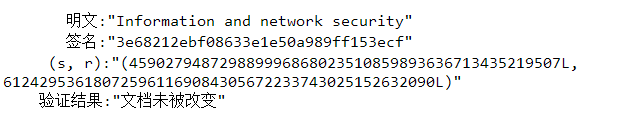 明文:"Information and network security"
签名:"3e68212ebf08633e1e50a989ff153ecf"
(s, r):"(459027948729889996868023510859893636713435219507L,
612429536180725961169084305672233743025152632090L)"
验证结果:"文档未被改变"